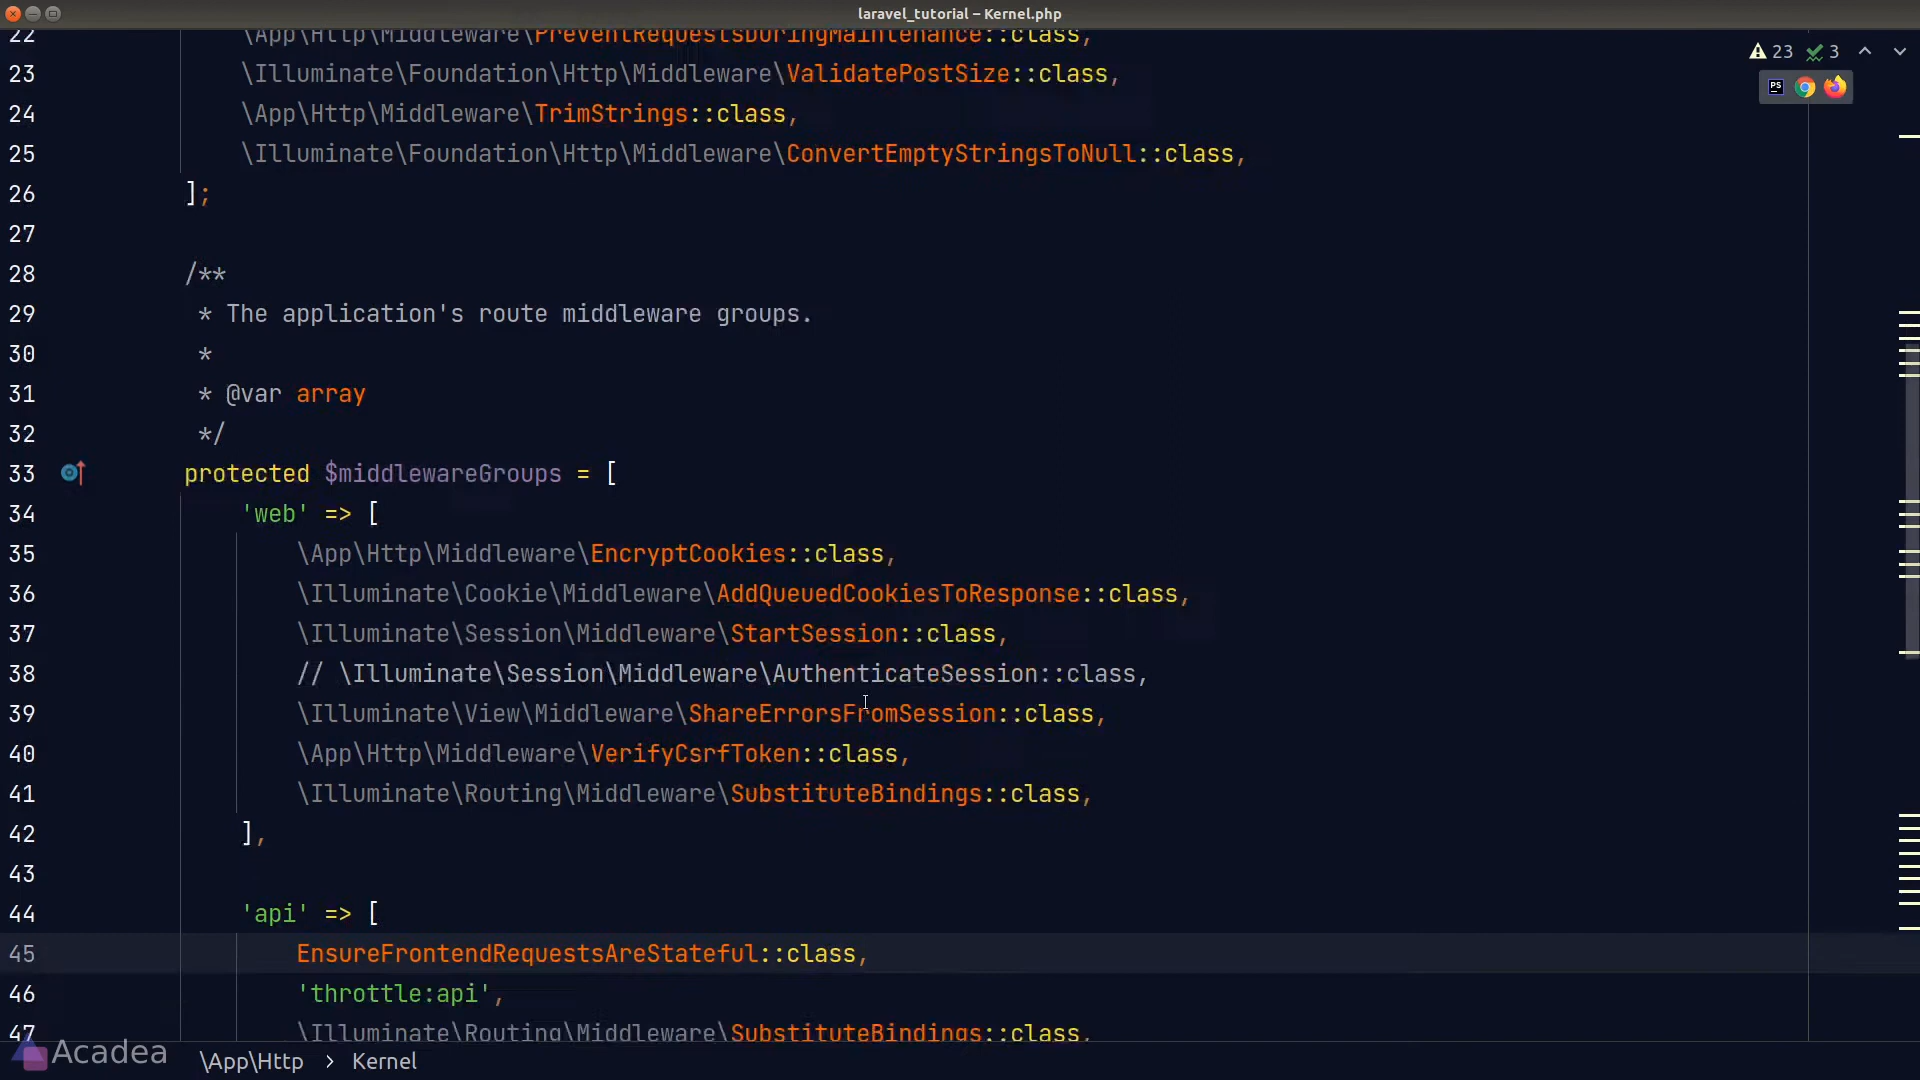 laravel_tutorial – Kernel.php
22 \App\Http\Middleware\PreventRequestsDuringMaintenance::class,
23 \Illuminate\Foundation\Http\Middleware\ValidatePostSize::class,
24 \App\Http\Middleware\TrimStrings::class,
25 \Illuminate\Foundation\Http\Middleware\ConvertEmptyStringsToNull::class,
26 ];
27
28 /**
29 * The application's route middleware groups.
30 *
31 * @var array
32 */
33 protected $middlewareGroups = [
34 'web' => [
35 \App\Http\Middleware\EncryptCookies::class,
36 \Illuminate\Cookie\Middleware\AddQueuedCookiesToResponse::class,
37 \Illuminate\Session\Middleware\StartSession::class,
38 // \Illuminate\Session\Middleware\AuthenticateSession::class,
39 \Illuminate\View\Middleware\ShareErrorsFromSession::class,
40 \App\Http\Middleware\VerifyCsrfToken::class,
41 \Illuminate\Routing\Middleware\SubstituteBindings::class,
42 ],
43
44 'api' => [
45 EnsureFrontendRequestsAreStateful::class,
46 'throttle:api',
47 \Illuminate\Routing\Middleware\SubstituteBindings::class,
23 3
PS
Acadea
\App\Http > Kernel